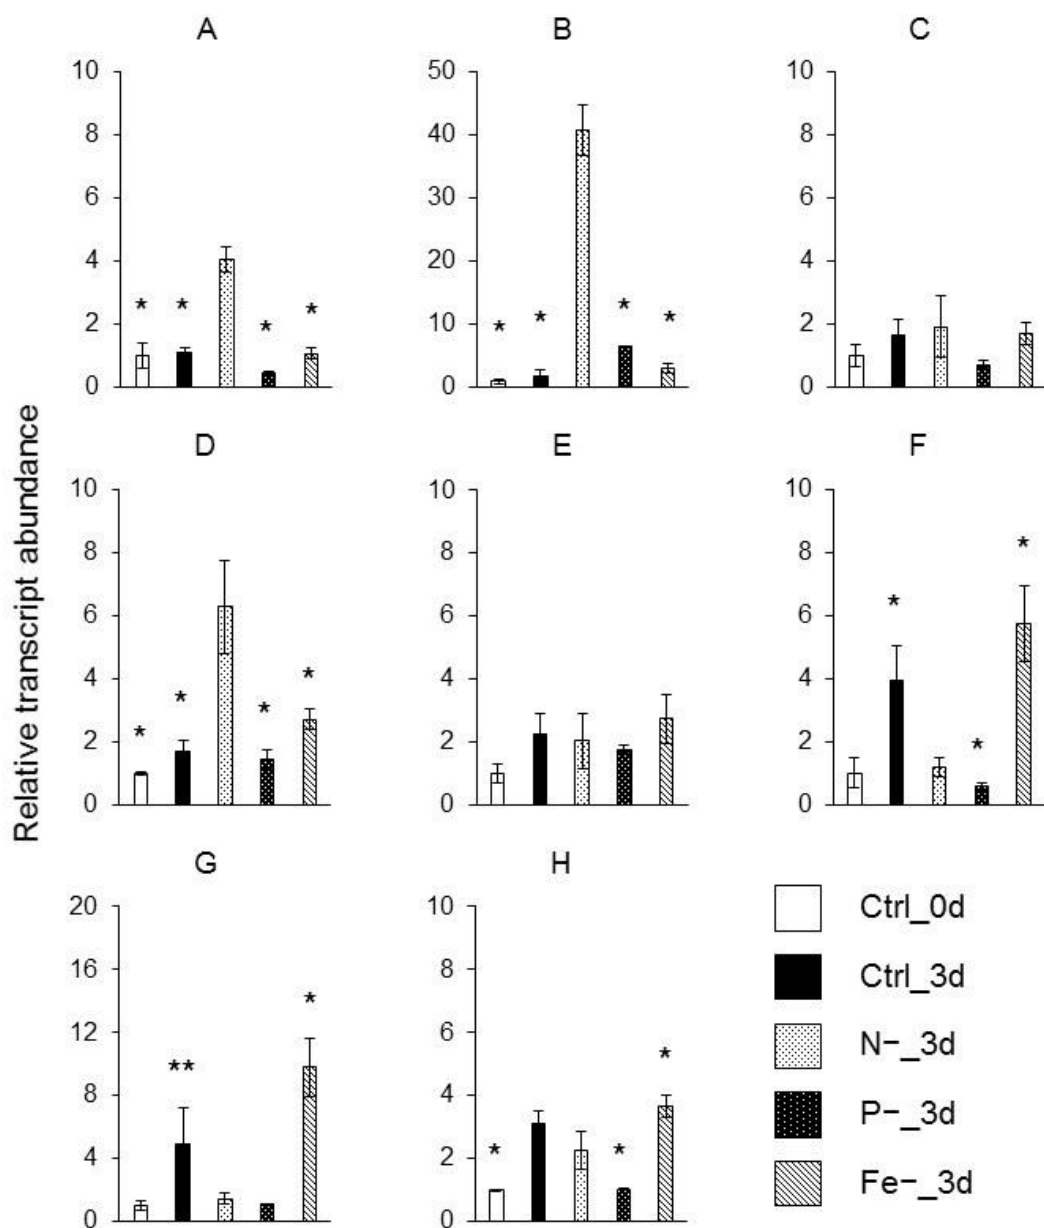 A B C
10 50 10
8 40 8
6 30 6
4 20 4
* * * * 2 * * * * 10 2
0 0 0
Relative transcript abundance
D E F
10 10 10
8 8 8
6 6 6
4 4 4
* * * * 2 2 * * * 2
0 0 0
G H
20 10
16 8
12 6
8 4
** * 4 * * * 2
0 0
Ctrl_0d
Ctrl_3d
N-_3d
P-_3d
Fe-_3d